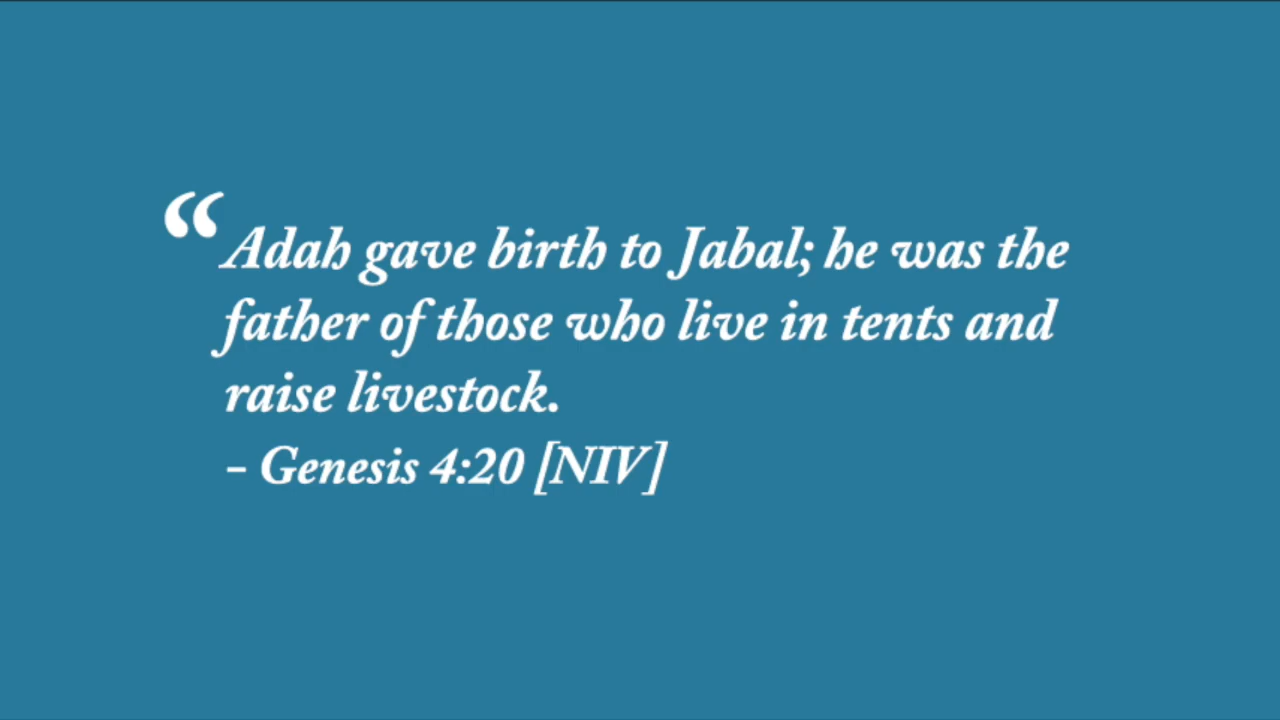 “Adah gave birth to Jabal; he was the
father of those who live in tents and
raise livestock.
– Genesis 4:20 [NIV]